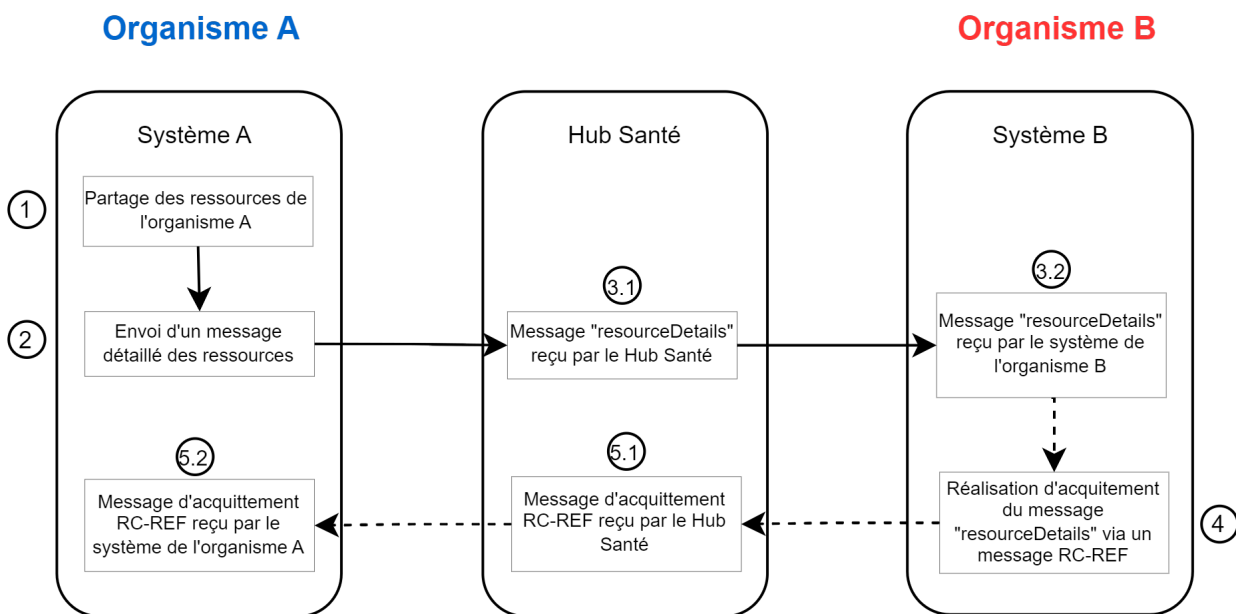 Organisme A
Organisme B
Système A
Hub Santé
Système B
1
Partage des ressources de
l'organisme A
2
Envoi d'un message
détaillé des ressources
3.1
Message "resourceDetails"
reçu par le Hub Santé
3.2
Message "resourceDetails"
reçu par le système de
l'organisme B
4
Réalisation d'acquitement
du message
"resourceDetails" via un
message RC-REF
5.1
Message d'acquittement
RC-REF reçu par le Hub
Santé
5.2
Message d'acquittement
RC-REF reçu par le
système de l'organisme A